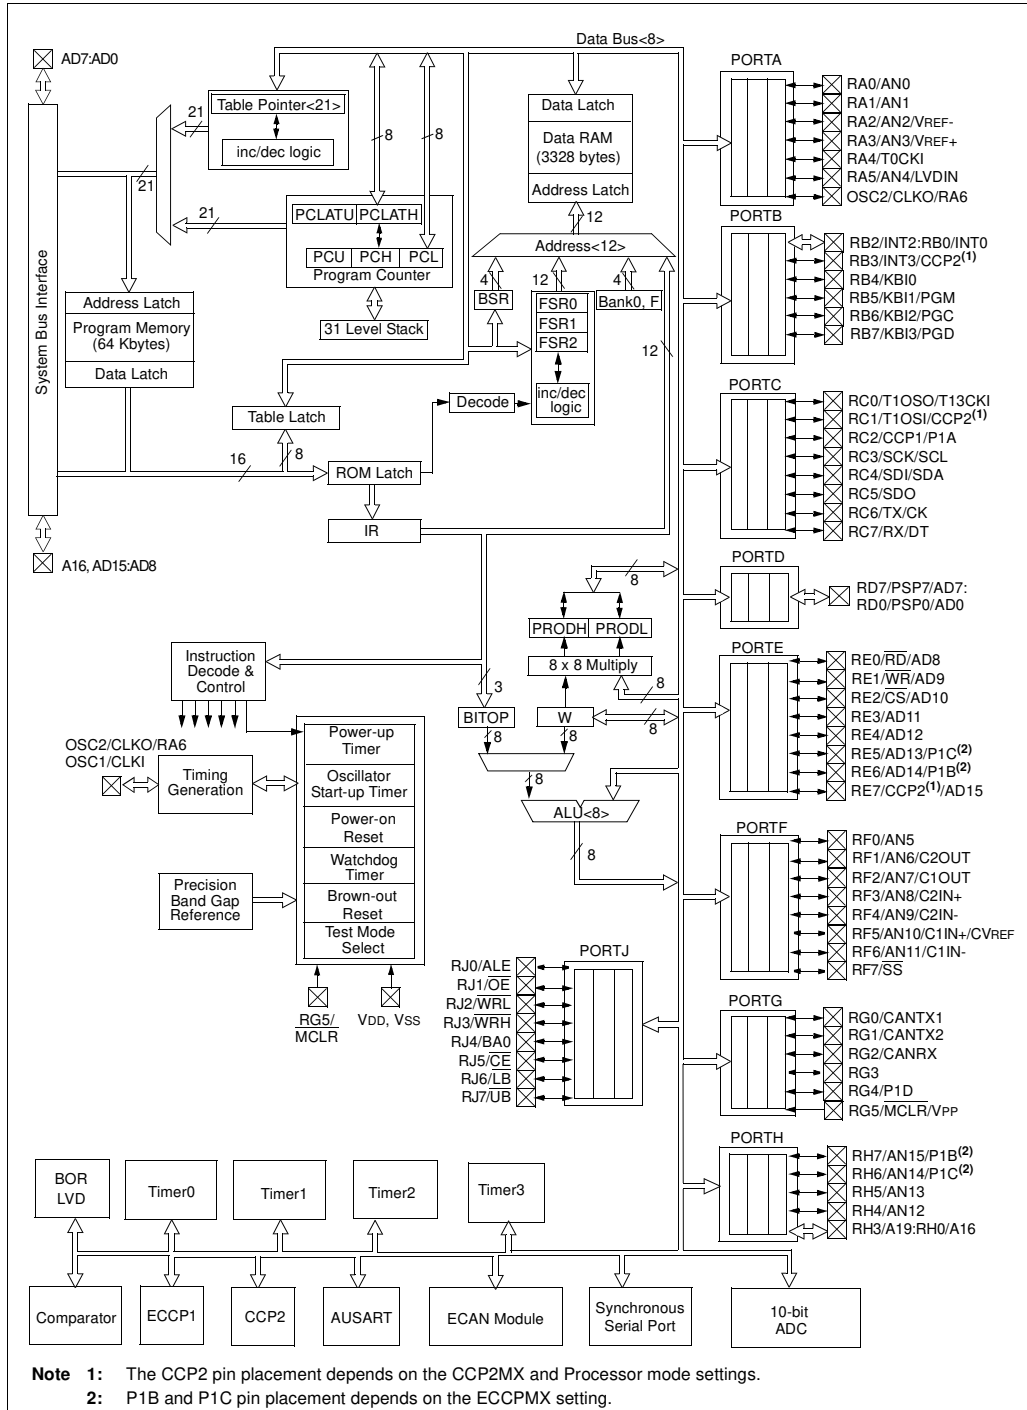 Data Bus<8>
AD7:AD0
21
Table Pointer<21>
inc/dec logic
8
8
21
21
PCLATU
PCLATH
PCU
PCH
PCL
Program Counter
31 Level Stack
System Bus Interface
Address Latch
Program Memory
(64 Kbytes)
Data Latch
Data Latch
Data RAM
(3328 bytes)
Address Latch
12
Address<12>
4
12
4
BSR
FSR0
FSR1
FSR2
Bank0, F
12
inc/dec
logic
Decode
Table Latch
16
8
ROM Latch
IR
A16, AD15:AD8
8
PRODH
PRODL
8 x 8 Multiply
3
8
BITOP
W
8
8
8
8
ALU<8>
8
Instruction
Decode &
Control
OSC2/CLKO/RA6
OSC1/CLKI
Timing
Generation
Power-up
Timer
Oscillator
Start-up Timer
Power-on
Reset
Watchdog
Timer
Brown-out
Reset
Test Mode
Select
Precision
Band Gap
Reference
RG5/
MCLR
VDD, VSS
PORTA
RA0/AN0
RA1/AN1
RA2/AN2/VREF-
RA3/AN3/VREF+
RA4/T0CKI
RA5/AN4/LVDIN
OSC2/CLKO/RA6
PORTB
RB2/INT2:RB0/INT0
RB3/INT3/CCP2(1)
RB4/KBI0
RB5/KBI1/PGM
RB6/KBI2/PGC
RB7/KBI3/PGD
PORTC
RC0/T1OSO/T13CKI
RC1/T1OSI/CCP2(1)
RC2/CCP1/P1A
RC3/SCK/SCL
RC4/SDI/SDA
RC5/SDO
RC6/TX/CK
RC7/RX/DT
PORTD
RD7/PSP7/AD7:
RD0/PSP0/AD0
PORTE
RE0/RD/AD8
RE1/WR/AD9
RE2/CS/AD10
RE3/AD11
RE4/AD12
RE5/AD13/P1C(2)
RE6/AD14/P1B(2)
RE7/CCP2(1)/AD15
PORTF
RF0/AN5
RF1/AN6/C2OUT
RF2/AN7/C1OUT
RF3/AN8/C2IN+
RF4/AN9/C2IN-
RF5/AN10/C1IN+/CVREF
RF6/AN11/C1IN-
RF7/SS
PORTJ
RJ0/ALE
RJ1/OE
RJ2/WRL
RJ3/WRH
RJ4/BA0
RJ5/CE
RJ6/LB
RJ7/UB
PORTG
RG0/CANTX1
RG1/CANTX2
RG2/CANRX
RG3
RG4/P1D
RG5/MCLR/VPP
PORTH
RH7/AN15/P1B(2)
RH6/AN14/P1C(2)
RH5/AN13
RH4/AN12
RH3/A19:RH0/A16
BOR
LVD
Timer0
Timer1
Timer2
Timer3
Comparator
ECCP1
CCP2
AUSART
ECAN Module
Synchronous
Serial Port
10-bit
ADC
Note 1: The CCP2 pin placement depends on the CCP2MX and Processor mode settings.
2: P1B and P1C pin placement depends on the ECCPMX setting.